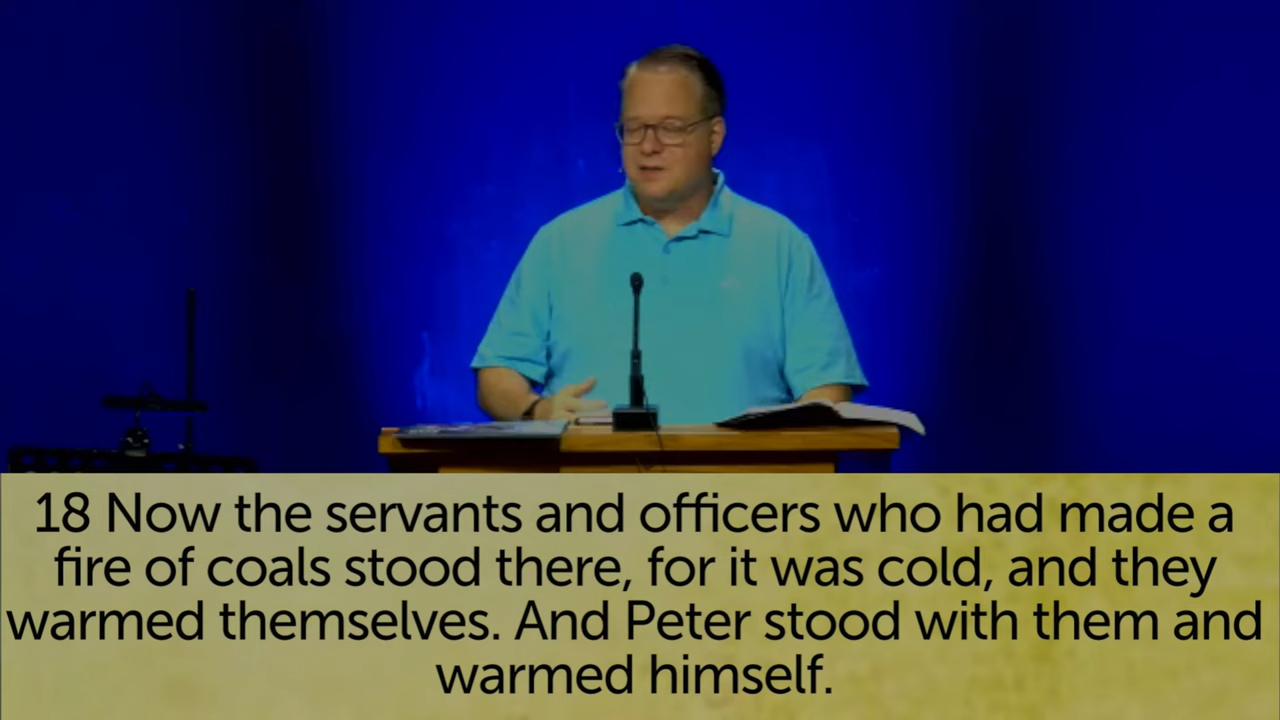 18 Now the servants and officers who had made a
fire of coals stood there, for it was cold, and they
warmed themselves. And Peter stood with them and
warmed himself.